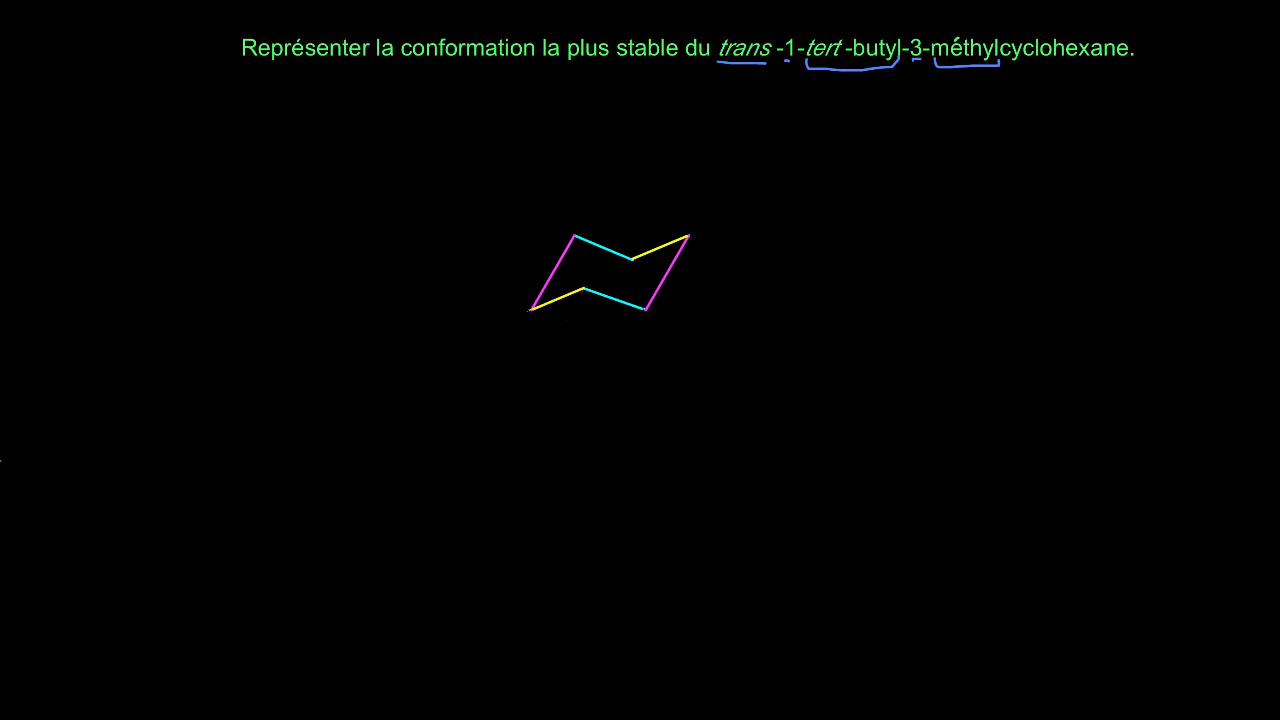 Représenter la conformation la plus stable du trans -1-tert -butyl-3-méthylcyclohexane.